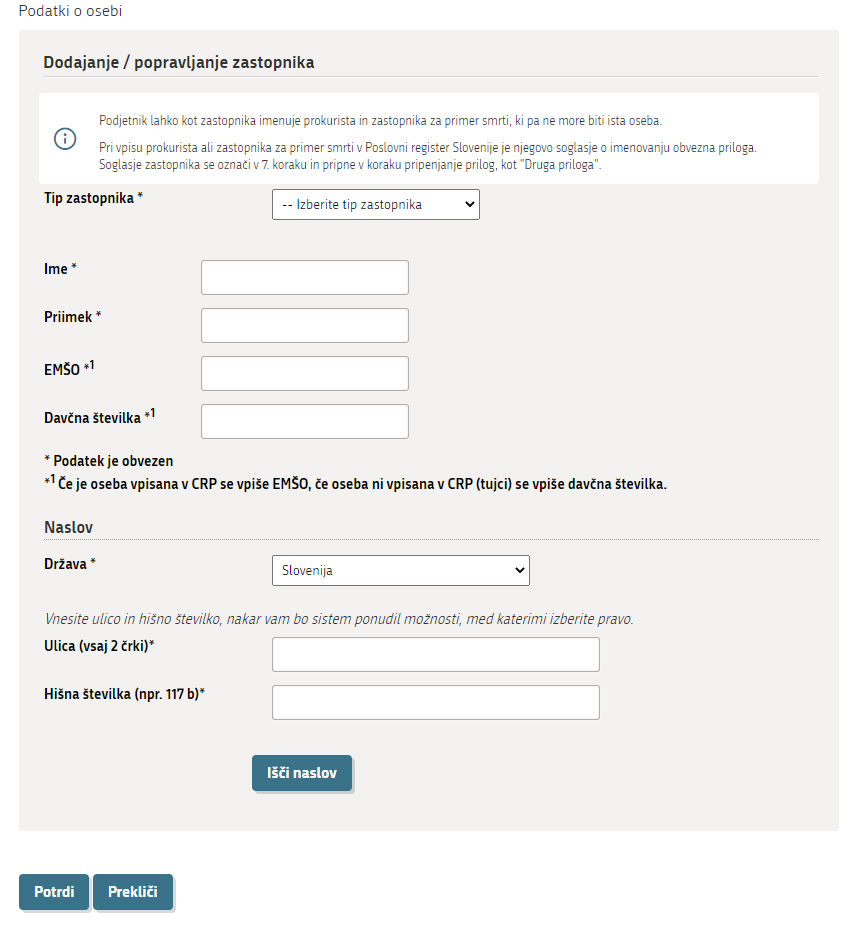 Podatki o osebi
Dodajanje / popravljanje zastopnika
Podjetnik lahko kot zastopnika imenuje prokurista in zastopnika za primer smrti, ki pa ne more biti ista oseba.
Pri vpisu prokurista ali zastopnika za primer smrti v Poslovni register Slovenije je njegovo soglasje o imenovanju obvezna priloga.
Soglasje zastopnika se označi v 7. koraku in pripne v koraku pripenjanje prilog, kot "Druga priloga".
Tip zastopnika *
-- Izberite tip zastopnika
Ime *
Priimek *
EMŠO *1
Davčna številka *1
* Podatek je obvezen
*1 Če je oseba vpisana v CRP se vpiše EMŠO, če oseba ni vpisana v CRP (tujci) se vpiše davčna številka.
Naslov
Država *
Slovenija
Vnesite ulico in hišno številko, nakar vam bo sistem ponudil možnosti, med katerimi izberite pravo.
Ulica (vsaj 2 črki)*
Hišna številka (npr. 117 b)*
Išči naslov
Potrdi
Prekliči